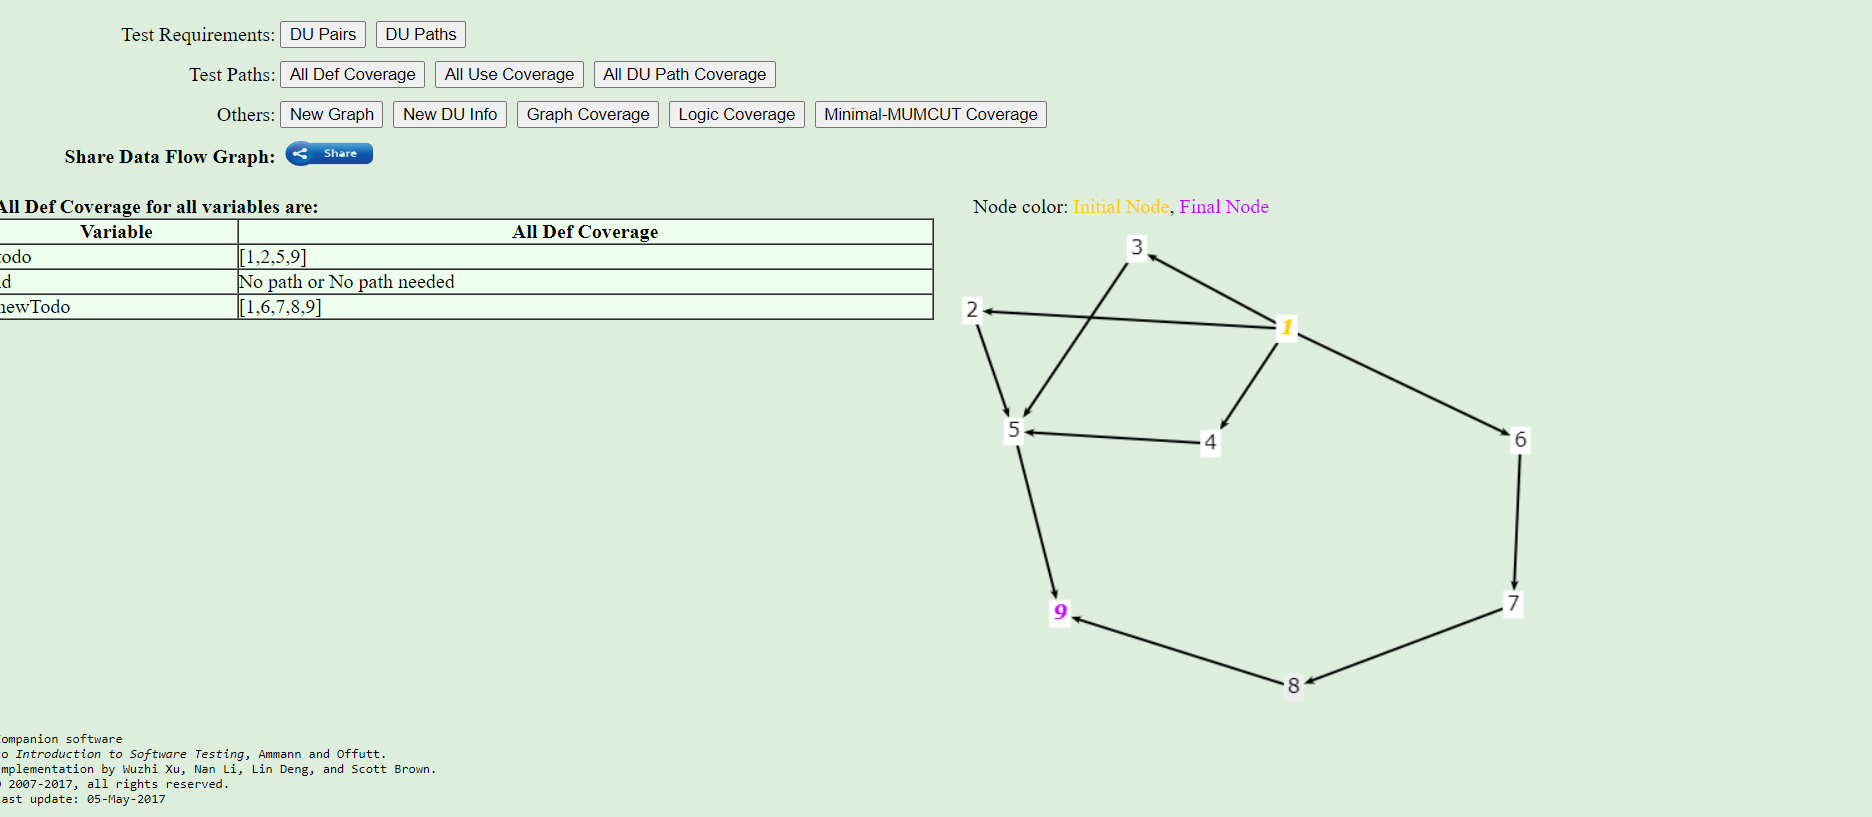 Test Requirements: DU Pairs DU Paths
Test Paths: All Def Coverage All Use Coverage All DU Path Coverage
Others: New Graph New DU Info Graph Coverage Logic Coverage Minimal-MUMCUT Coverage
Share Data Flow Graph: Share
All Def Coverage for all variables are:
Variable All Def Coverage
todo [1,2,5,9]
d No path or No path needed
newTodo [1,6,7,8,9]
Node color: Initial Node, Final Node
3
2
1
5
4
6
9
7
8
ompanion software
o Introduction to Software Testing, Ammann and Offutt.
mplementation by Wuzhi Xu, Nan Li, Lin Deng, and Scott Brown.
© 2007-2017, all rights reserved.
ast update: 05-May-2017